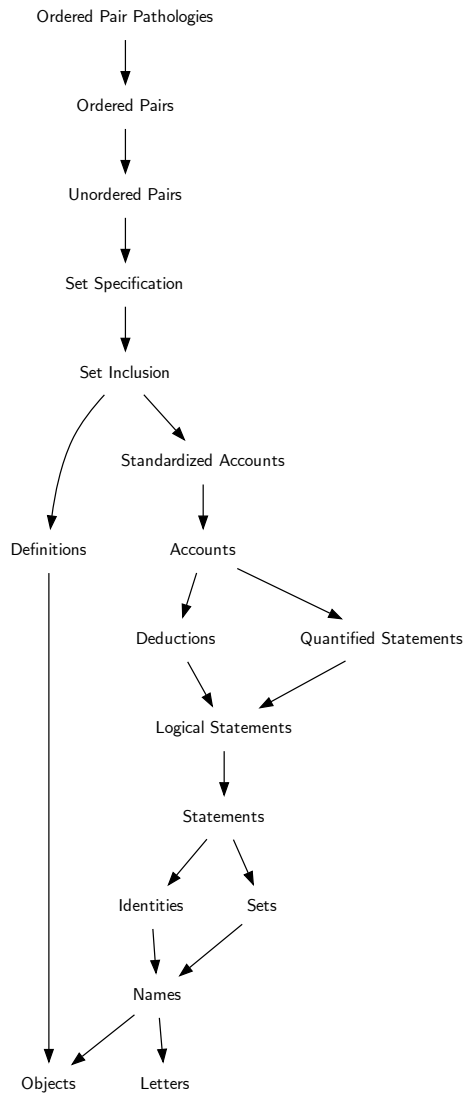 Ordered Pair Pathologies
Ordered Pairs
Unordered Pairs
Set Specification
Set Inclusion
Standardized Accounts
Definitions
Accounts
Deductions
Quantified Statements
Logical Statements
Statements
Identities
Sets
Names
Objects
Letters